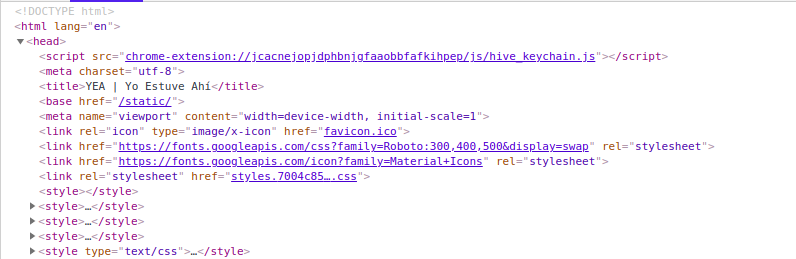 <!DOCTYPE html>
<html lang="en">
▼<head>
<script src="chrome-extension://jcacnejopjdphbnjgfaaobbfafkihpep/js/hive_keychain.js"></script>
<meta charset="utf-8">
<title>YEA | Yo Estuve Ahí</title>
<base href="/static/">
<meta name="viewport" content="width=device-width, initial-scale=1">
<link rel="icon" type="image/x-icon" href="favicon.ico">
<link href="https://fonts.googleapis.com/css?family=Roboto:300,400,500&display=swap" rel="stylesheet">
<link href="https://fonts.googleapis.com/icon?family=Material+Icons" rel="stylesheet">
<link rel="stylesheet" href="styles.7004c85….css">
<style></style>
▶<style>…</style>
▶<style>…</style>
▶<style>…</style>
▶<style type="text/css">…</style>